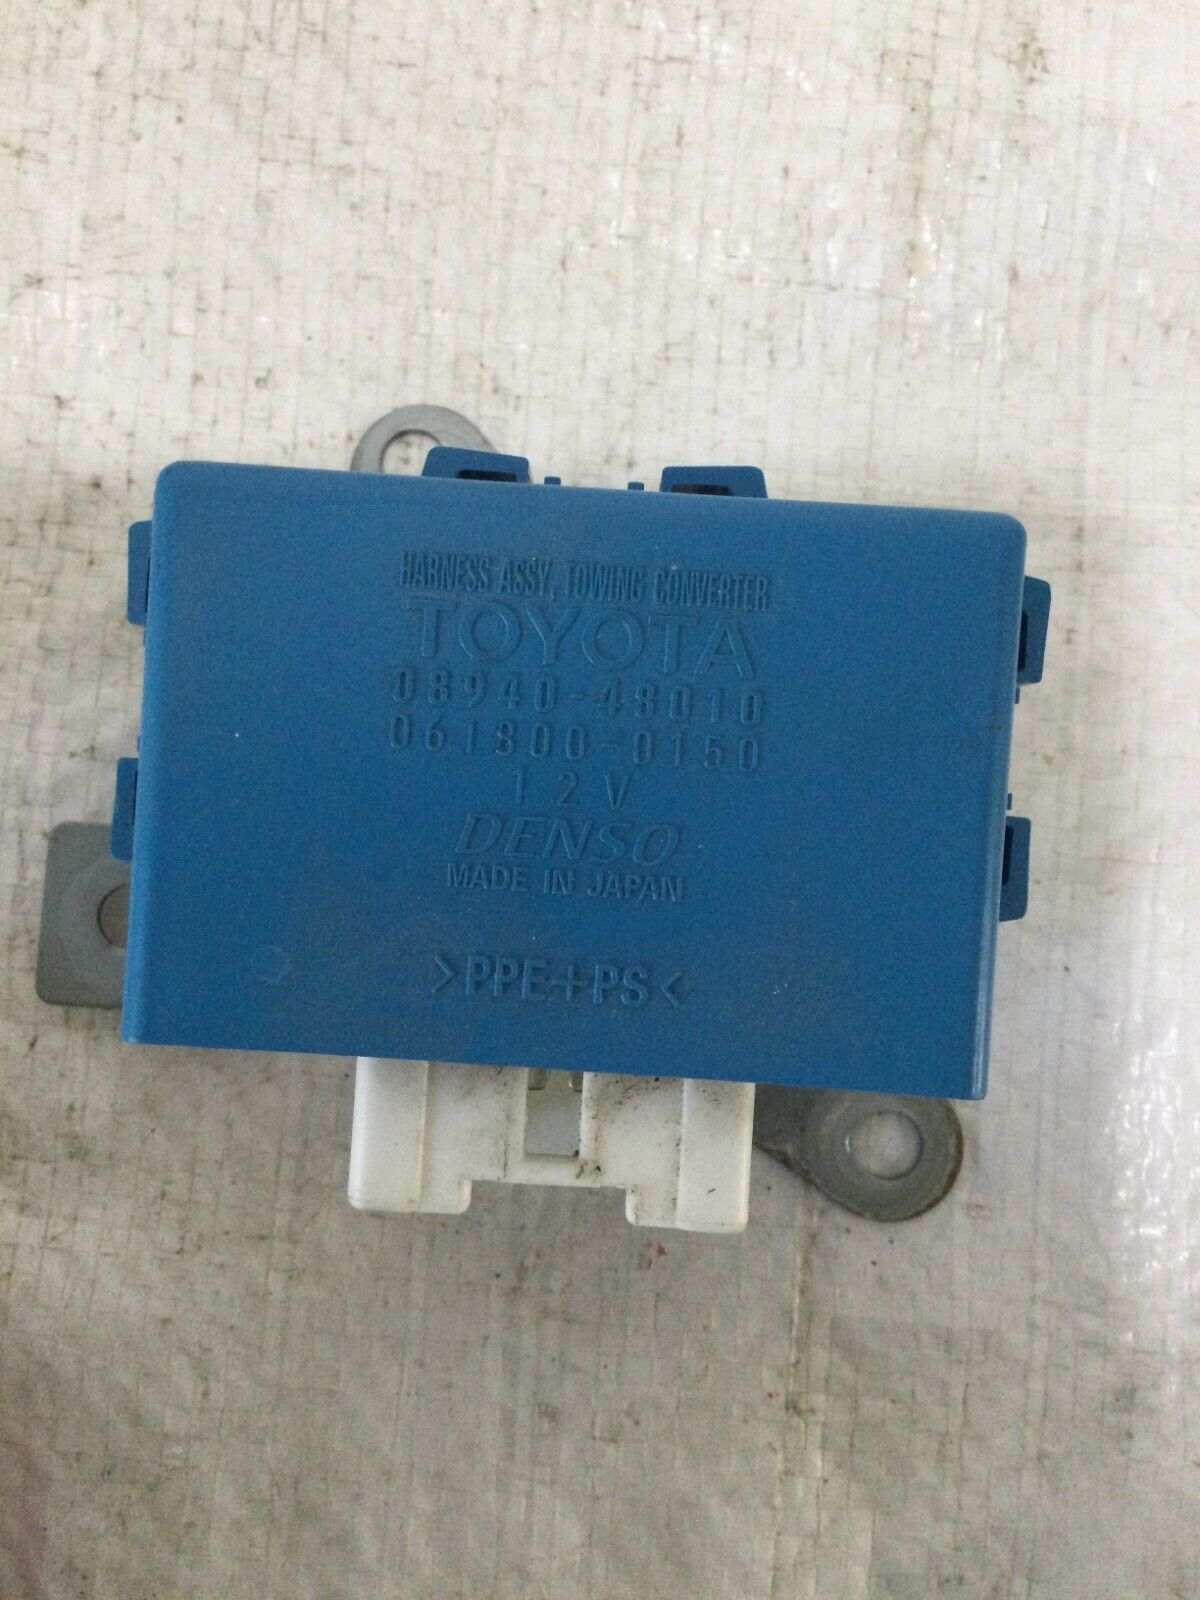 HARNESS ASSY, TOWING CONVERTER
TOYOTA
08940-48010
061800-0150
12V
DENSO
MADE IN JAPAN
>PPE+PS<